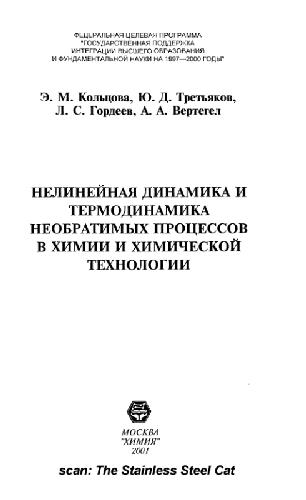 ФЕДЕРАЛЬНАЯ ЦЕЛЕВАЯ ПРОГРАММА
"ГОСУДАРСТВЕННАЯ ПОДДЕРЖКА
ИНТЕГРАЦИИ ВЫСШЕГО ОБРАЗОВАНИЯ
И ФУНДАМЕНТАЛЬНОЙ НАУКИ НА 1997—2000 ГОДЫ"
Э. М. Кольцова, Ю. Д. Третьяков,
Л. С. Гордеев, А. А. Вертегел
НЕЛИНЕЙНАЯ ДИНАМИКА И
ТЕРМОДИНАМИКА
НЕОБРАТИМЫХ ПРОЦЕССОВ
В ХИМИИ И ХИМИЧЕСКОЙ
ТЕХНОЛОГИИ
МОСКВА
"ХИМИЯ"
2001
scan: The Stainless Steel Cat